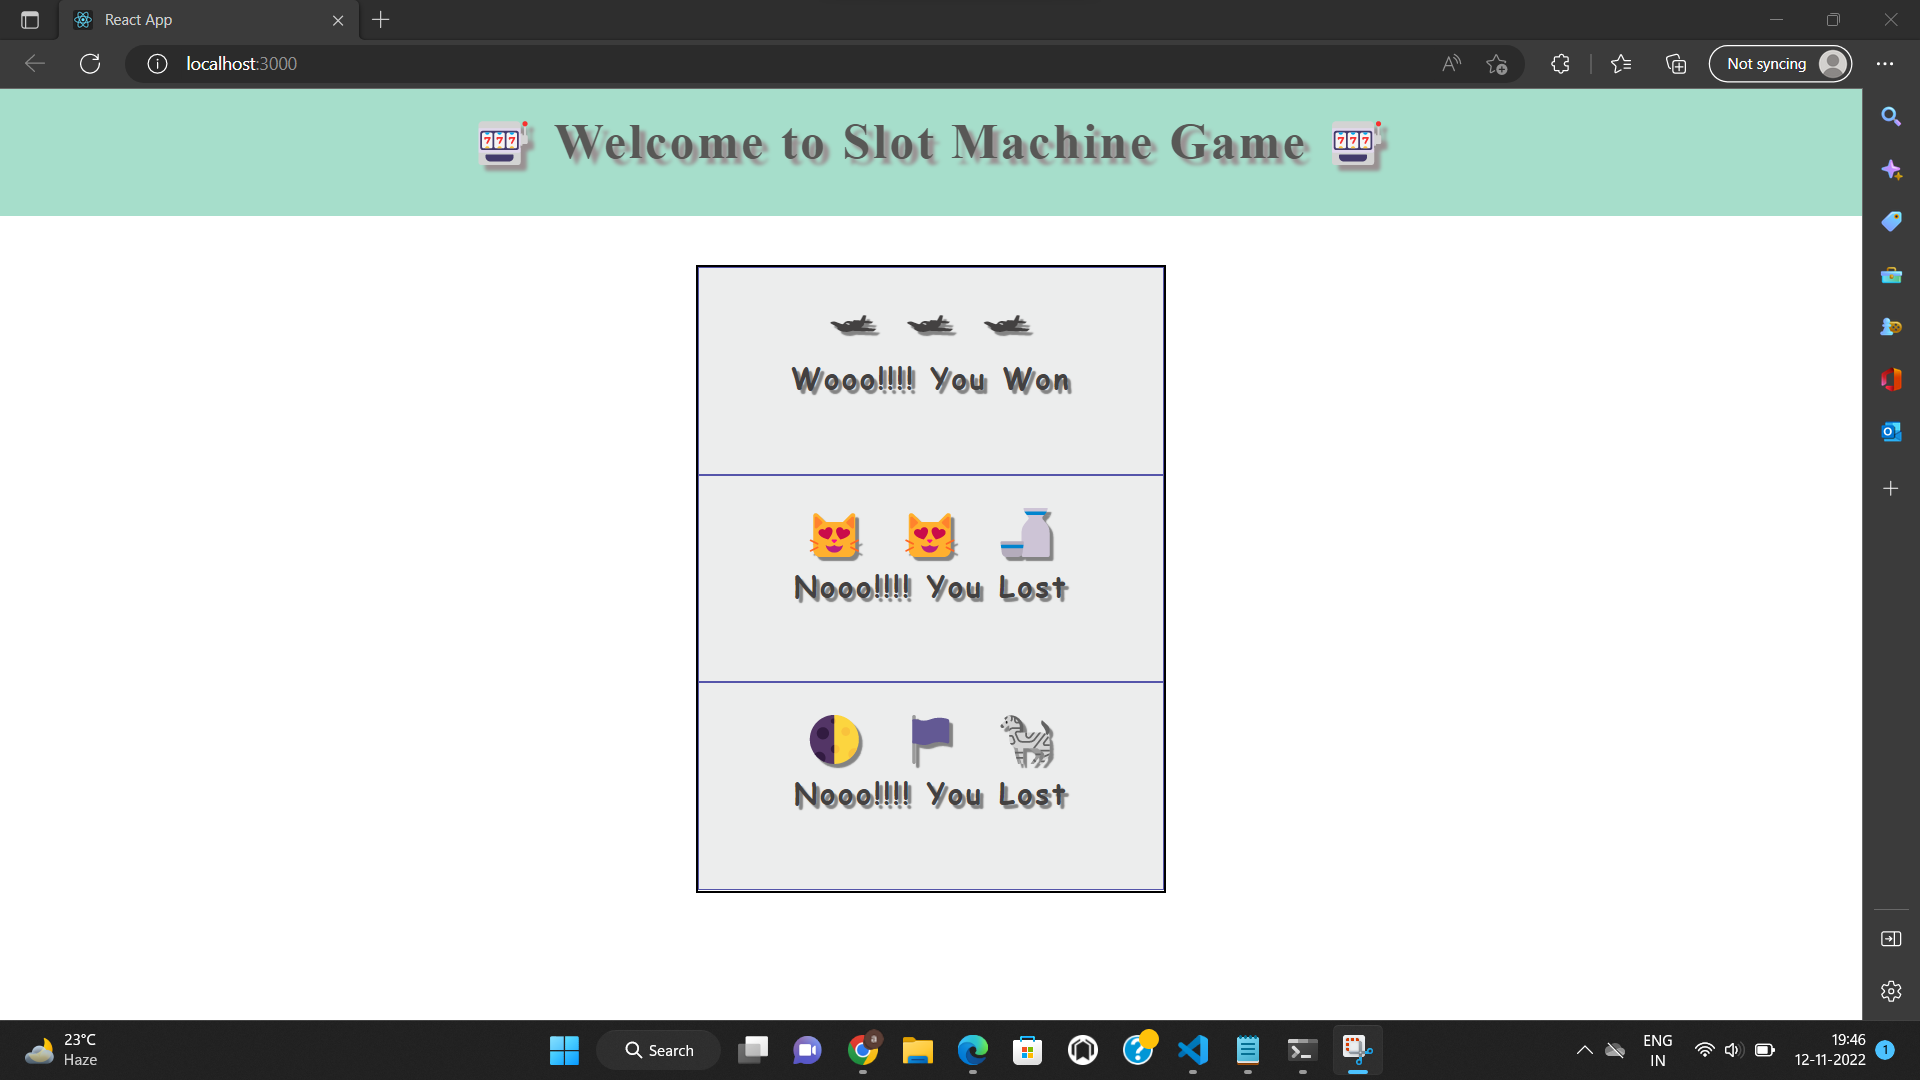 React App
localhost:3000
Not syncing
🎰 Welcome to Slot Machine Game 🎰
Wooo!!!! You Won
Nooo!!!! You Lost
Nooo!!!! You Lost
23°C
Haze
Search
a
ENG
IN
19:46
12-11-2022
1